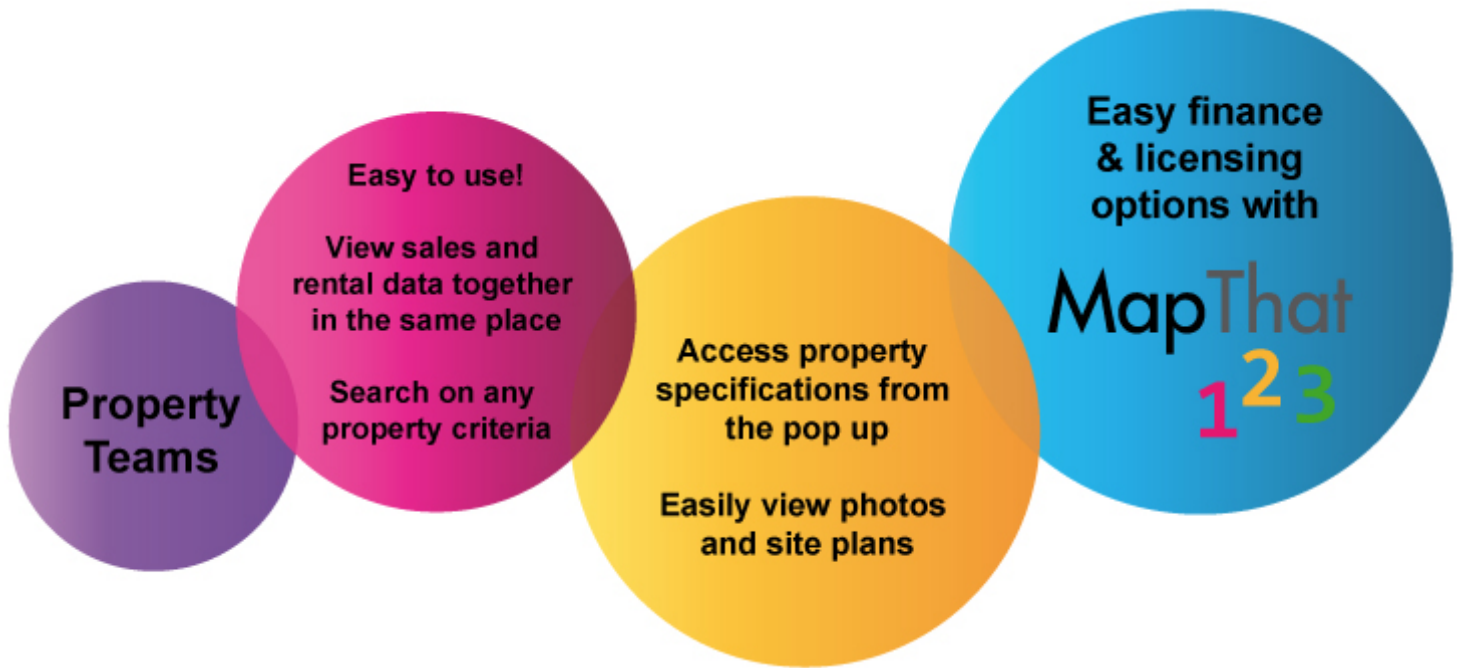 Property
Teams
Easy to use!
View sales and
rental data together
in the same place
Search on any
property criteria
Access property
specifications from
the pop up
Easily view photos
and site plans
Easy finance
& licensing
options with
MapThat
123